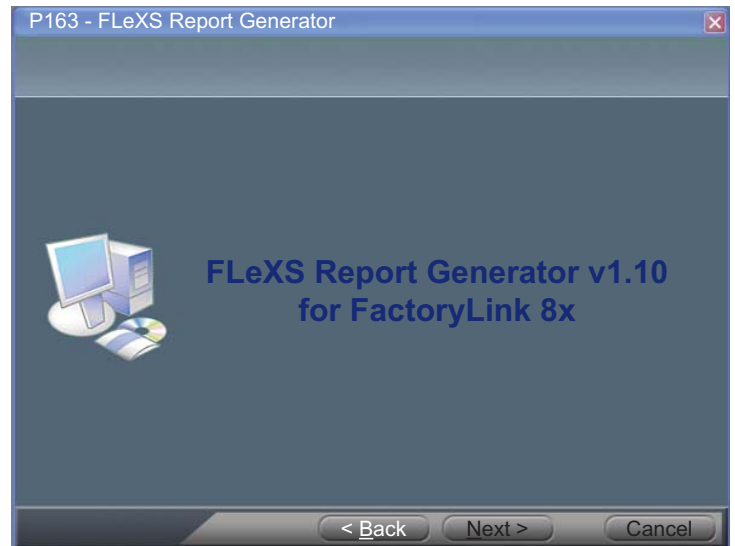 P163 - FLeXS Report Generator
FLeXS Report Generator v1.10
for FactoryLink 8x
< Back
Next >
Cancel